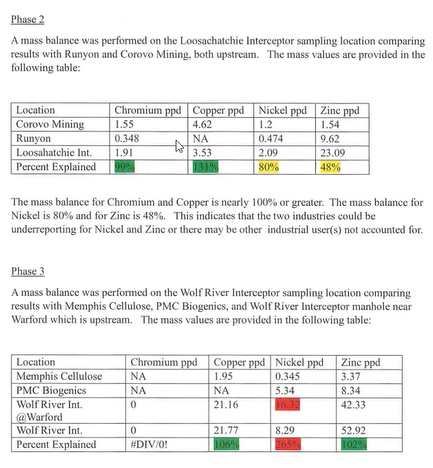 Phase 2
A mass balance was performed on the Loosachatchie Interceptor sampling location comparing
results with Runyon and Corovo Mining, both upstream. The mass values are provided in the
following table:
Location Chromium ppd Copper ppd Nickel ppd Zinc ppd
Corovo Mining 1.55 4.62 1.2 1.54
Runyon 0.348 NA 0.474 9.62
Loosahatchie Int. 1.91 3.53 2.09 23.09
Percent Explained 99% 131% 80% 48%
The mass balance for Chromium and Copper is nearly 100% or greater. The mass balance for
Nickel is 80% and for Zinc is 48%. This indicates that the two industries could be
underreporting for Nickel and Zinc or there may be other industrial user(s) not accounted for.
Phase 3
A mass balance was performed on the Wolf River Interceptor sampling location comparing
results with Memphis Cellulose, PMC Biogenics, and Wolf River Interceptor manhole near
Warford which is upstream. The mass values are provided in the following table:
Location Chromium ppd Copper ppd Nickel ppd Zinc ppd
Memphis Cellulose NA 1.95 0.345 3.37
PMC Biogenics NA NA 5.34 8.34
Wolf River Int. 0 21.16 16.32 42.33
@Warford
Wolf River Int. 0 21.77 8.29 52.92
Percent Explained #DIV/0! 106% 265% 102%